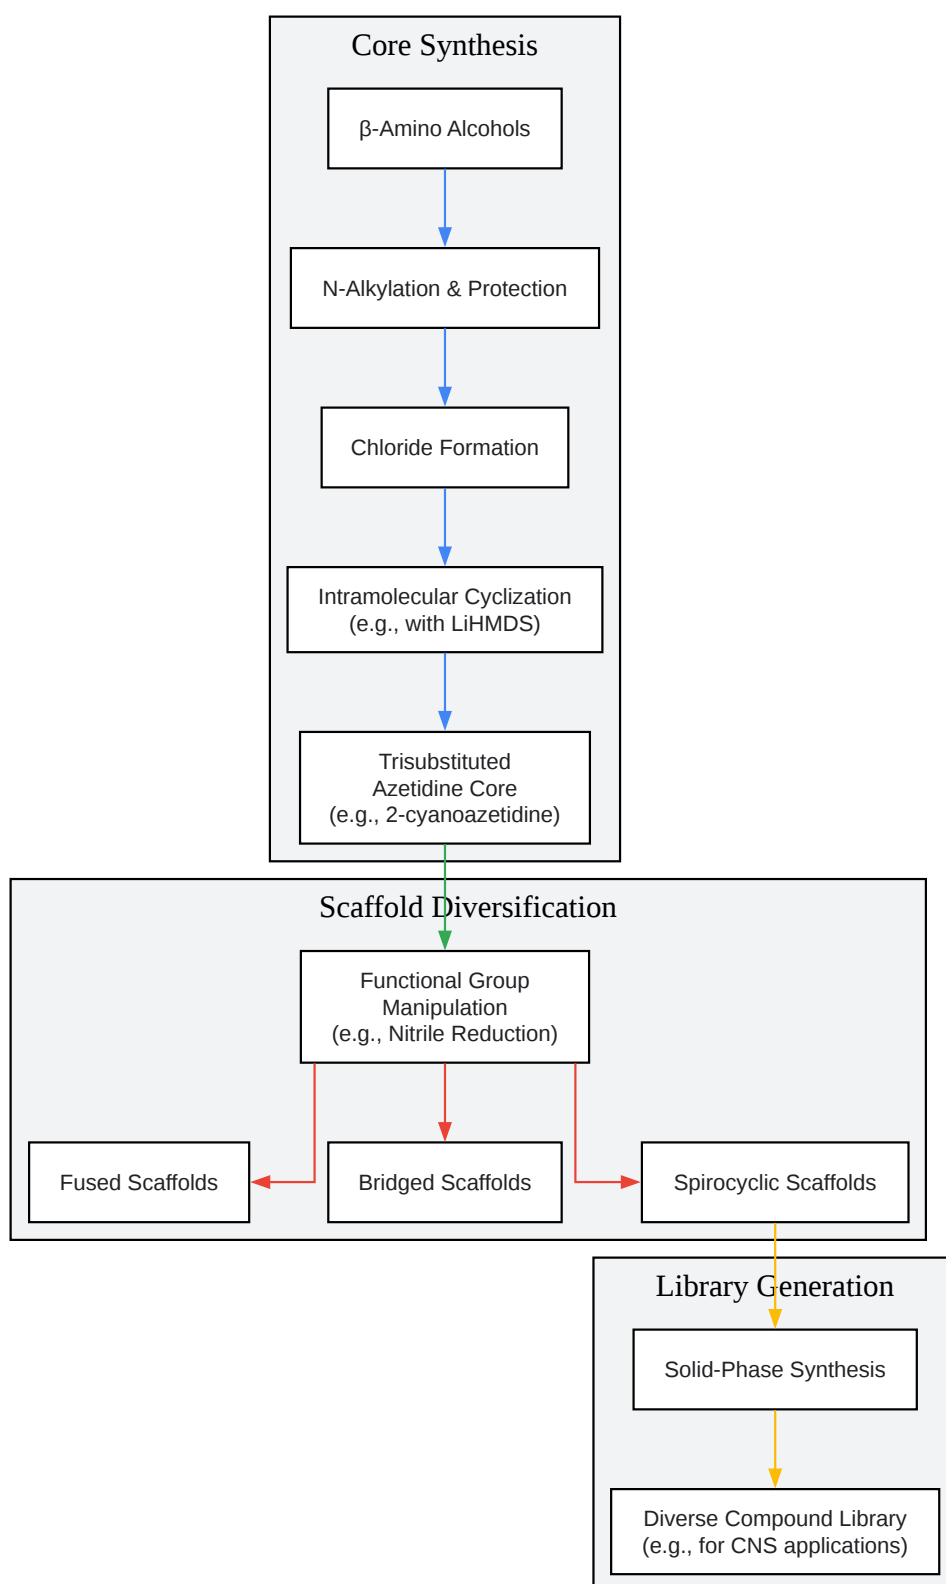 Core Synthesis
β-Amino Alcohols
N-Alkylation & Protection
Chloride Formation
Intramolecular Cyclization
(e.g., with LiHMDS)
Trisubstituted
Azetidine Core
(e.g., 2-cyanoazetidine)
Scaffold Diversification
Functional Group
Manipulation
(e.g., Nitrile Reduction)
Fused Scaffolds
Bridged Scaffolds
Spirocyclic Scaffolds
Library Generation
Solid-Phase Synthesis
Diverse Compound Library
(e.g., for CNS applications)